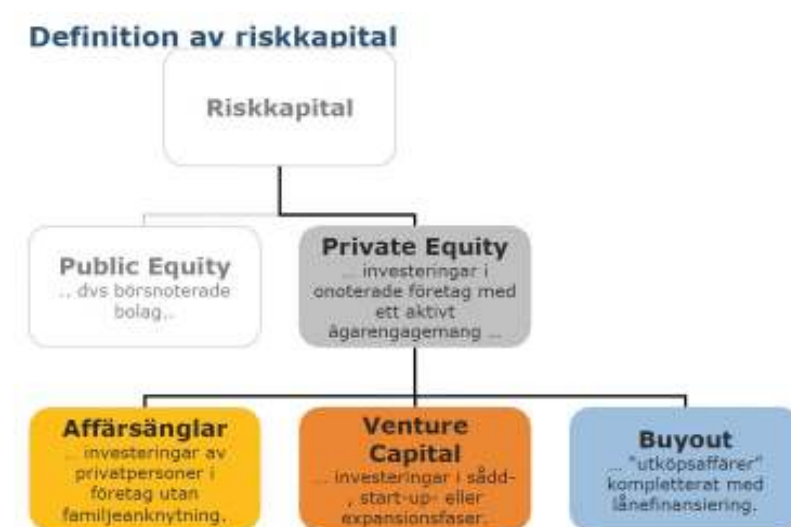 Definition av riskkapital
Riskkapital
Public Equity
.. dvs börsnoterade
bolag..
Private Equity
... investeringar i
onoterade företag med
ett aktivt
ägarengagemang ...
Affärsänglar
... investeringar av
privatpersoner i
företag utan
familjeanknytning.
Venture
Capital
... investeringar i sådd-
, start-up- eller
expansionsfaser.
Buyout
... "utköpsaffärer"
kompletterat med
lånefinansiering.